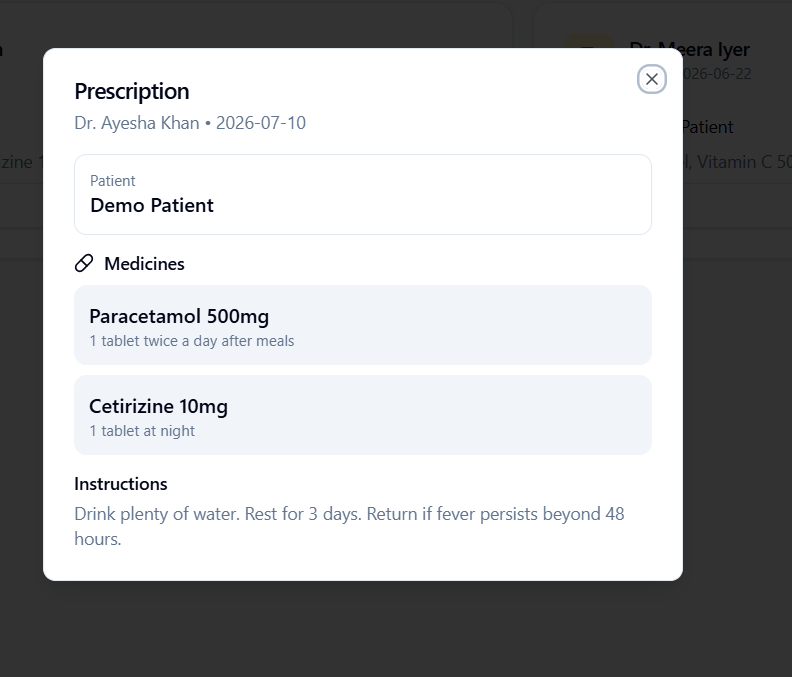 Dr. Meera Iyer
026-06-22
Patient
zine
l, Vitamin C 50
Prescription
Dr. Ayesha Khan • 2026-07-10
Patient
Demo Patient
Medicines
Paracetamol 500mg
1 tablet twice a day after meals
Cetirizine 10mg
1 tablet at night
Instructions
Drink plenty of water. Rest for 3 days. Return if fever persists beyond 48
hours.